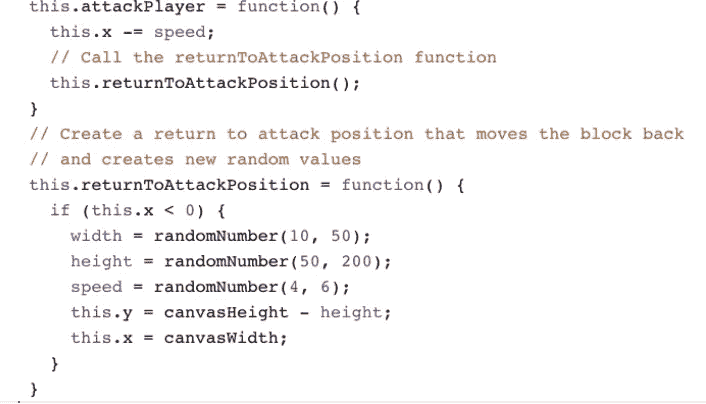 this.attackPlayer = function() {
this.x -= speed;
// Call the returnToAttackPosition function
this.returnToAttackPosition();
}
// Create a return to attack position that moves the block back
// and creates new random values
this.returnToAttackPosition = function() {
if (this.x < 0) {
width = randomNumber(10, 50);
height = randomNumber(50, 200);
speed = randomNumber(4, 6);
this.y = canvasHeight - height;
this.x = canvasWidth;
}
}